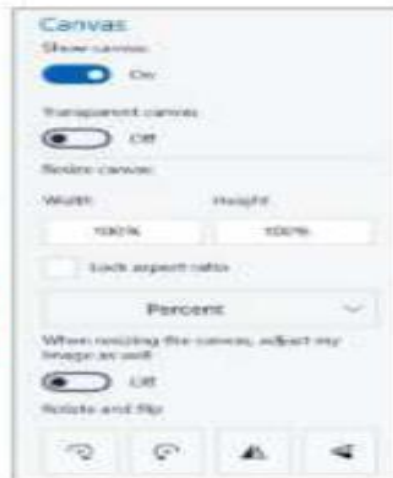 Canvas
Show canvas
On
Transparent canvas
Off
Resize canvas
Width Height
100% 100%
Lock aspect ratio
Percent
When resizing the canvas, adjust my
image as well
Off
Rotate and flip